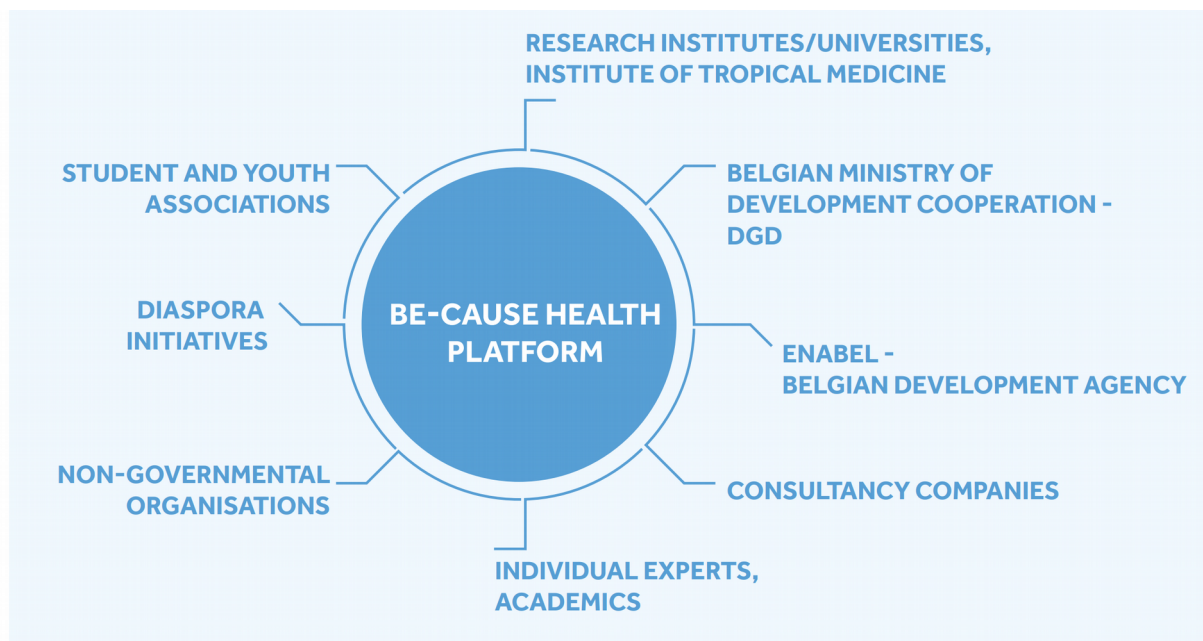 RESEARCH INSTITUTES/UNIVERSITIES,
INSTITUTE OF TROPICAL MEDICINE
STUDENT AND YOUTH
ASSOCIATIONS
BELGIAN MINISTRY OF
DEVELOPMENT COOPERATION -
DGD
DIASPORA
INITIATIVES
BE-CAUSE HEALTH
PLATFORM
ENABEL -
BELGIAN DEVELOPMENT AGENCY
NON-GOVERNMENTAL
ORGANISATIONS
CONSULTANCY COMPANIES
INDIVIDUAL EXPERTS,
ACADEMICS